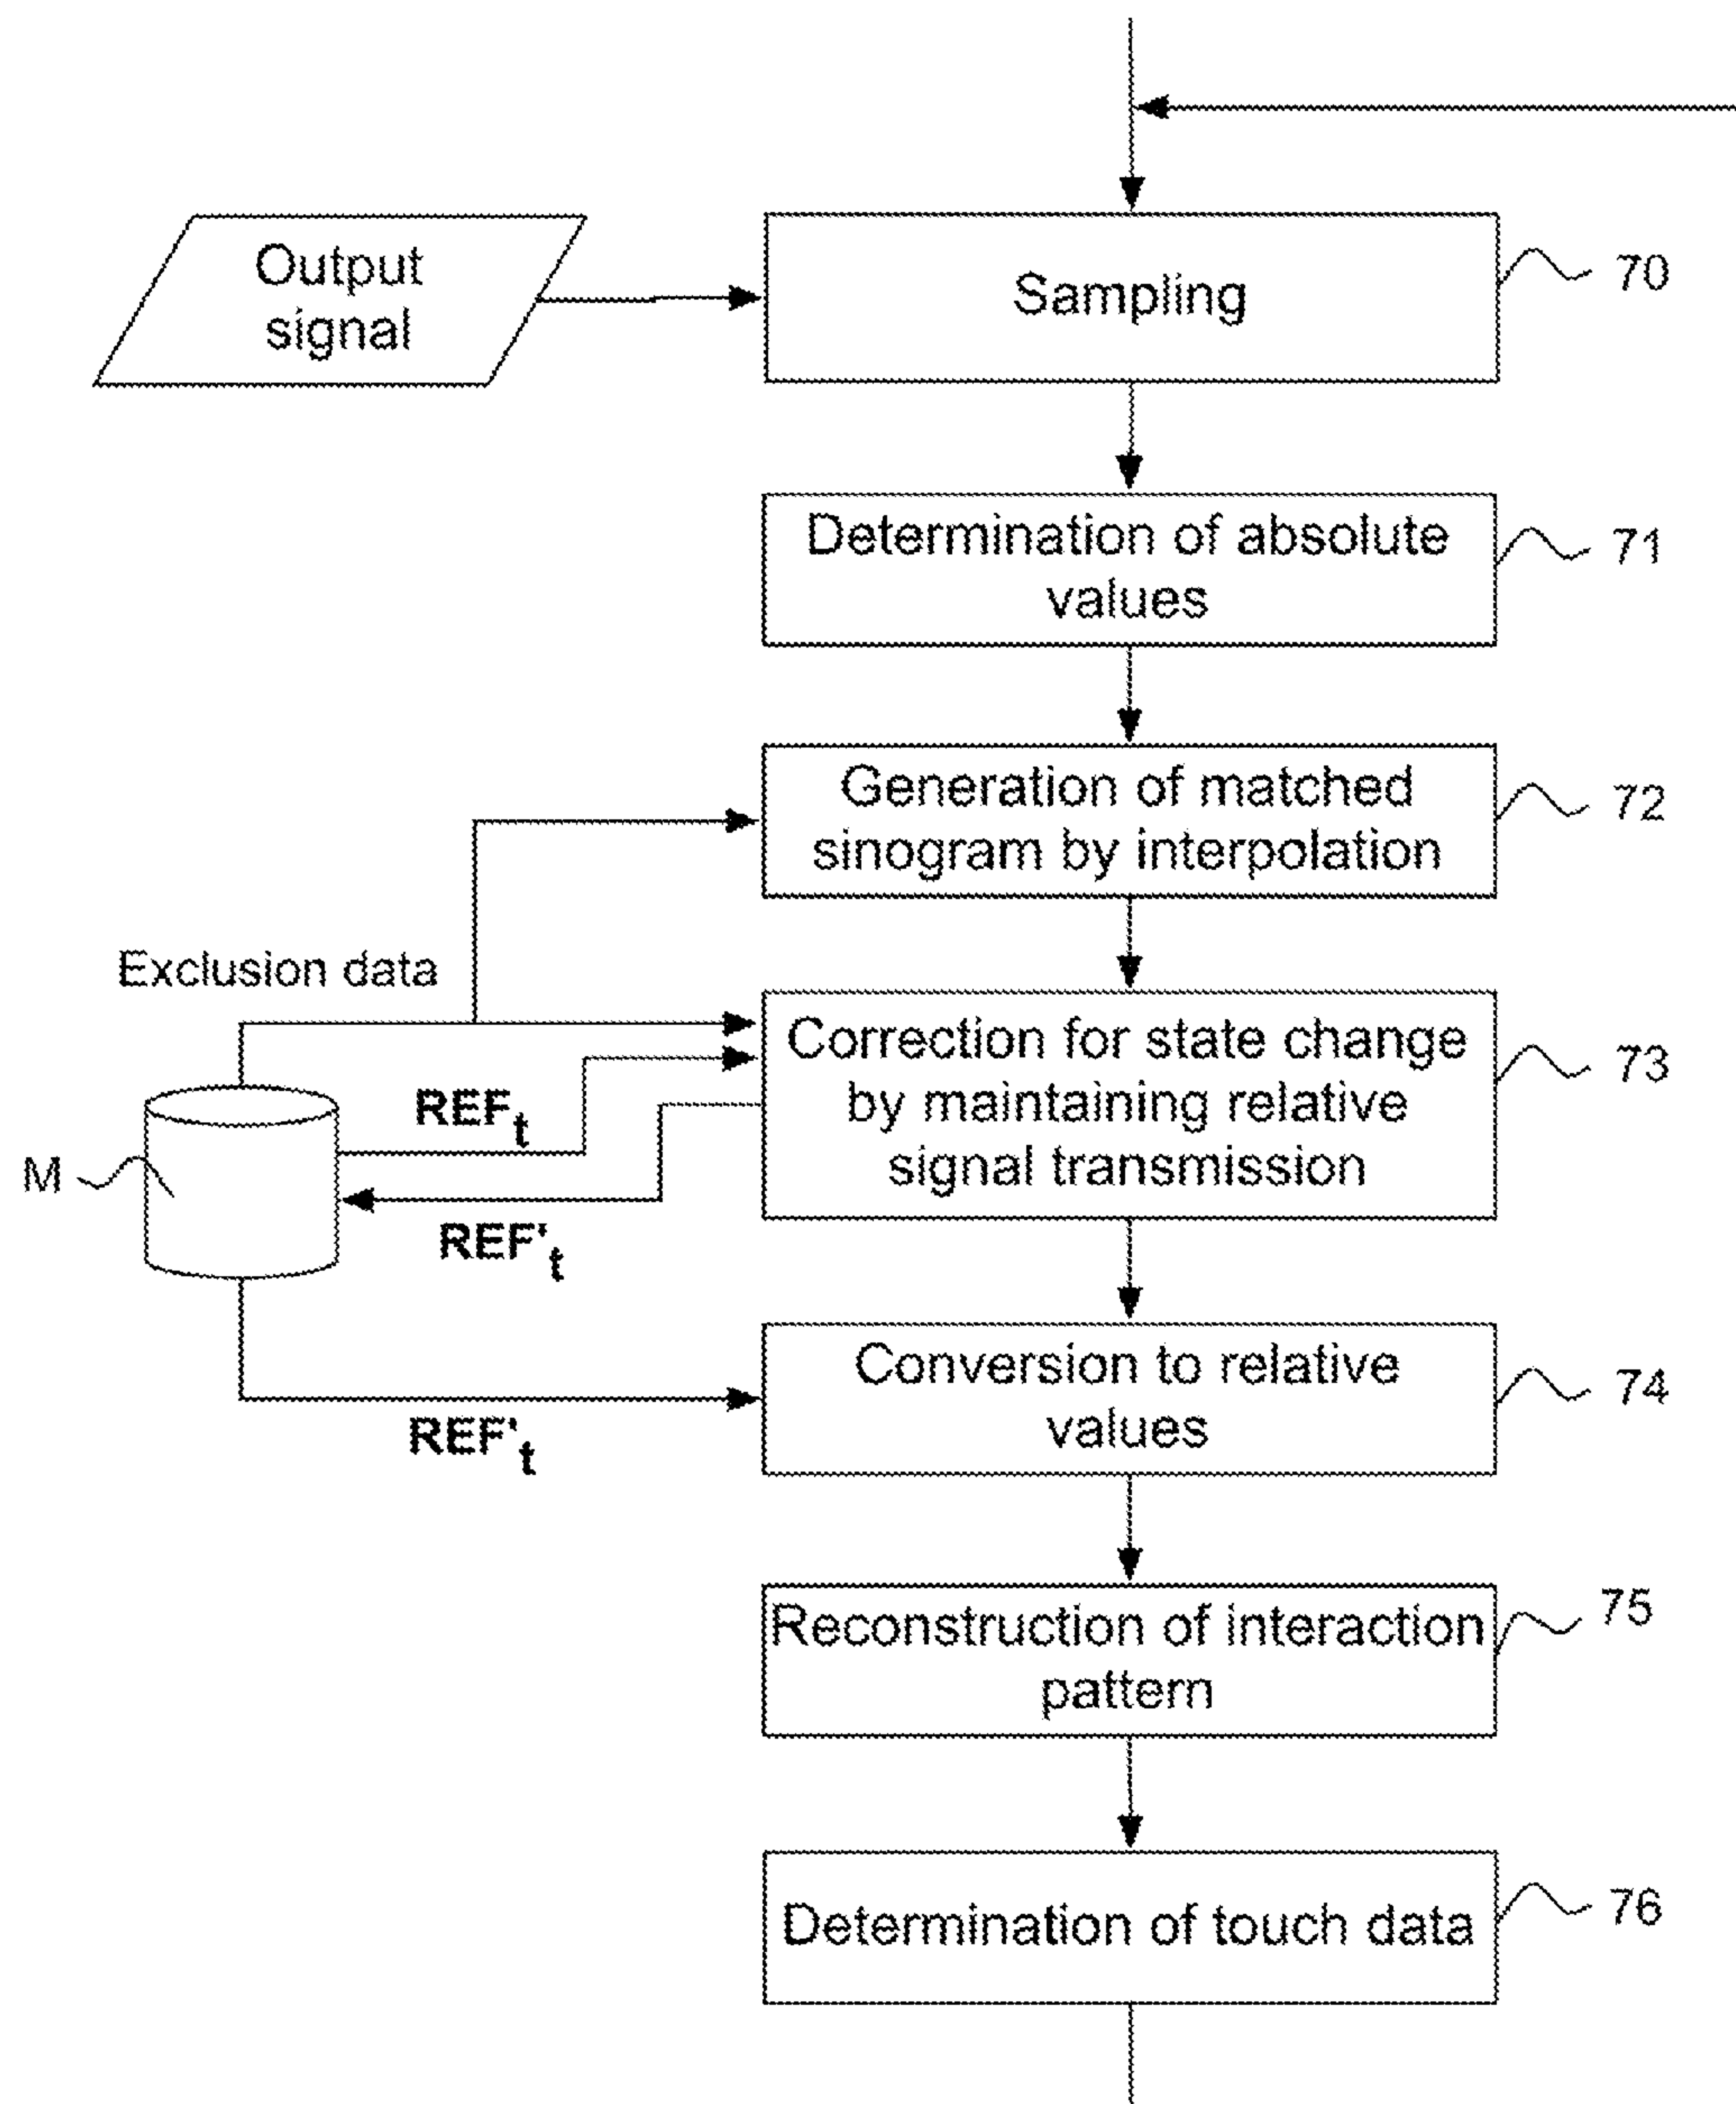 Output
signal
Sampling
70
Determination of absolute
values
71
Generation of matched
sinogram by interpolation
72
Exclusion data
Correction for state change
by maintaining relative
signal transmission
73
REFt
M
REF't
Conversion to relative
values
74
REF't
Reconstruction of interaction
pattern
75
Determination of touch data
76